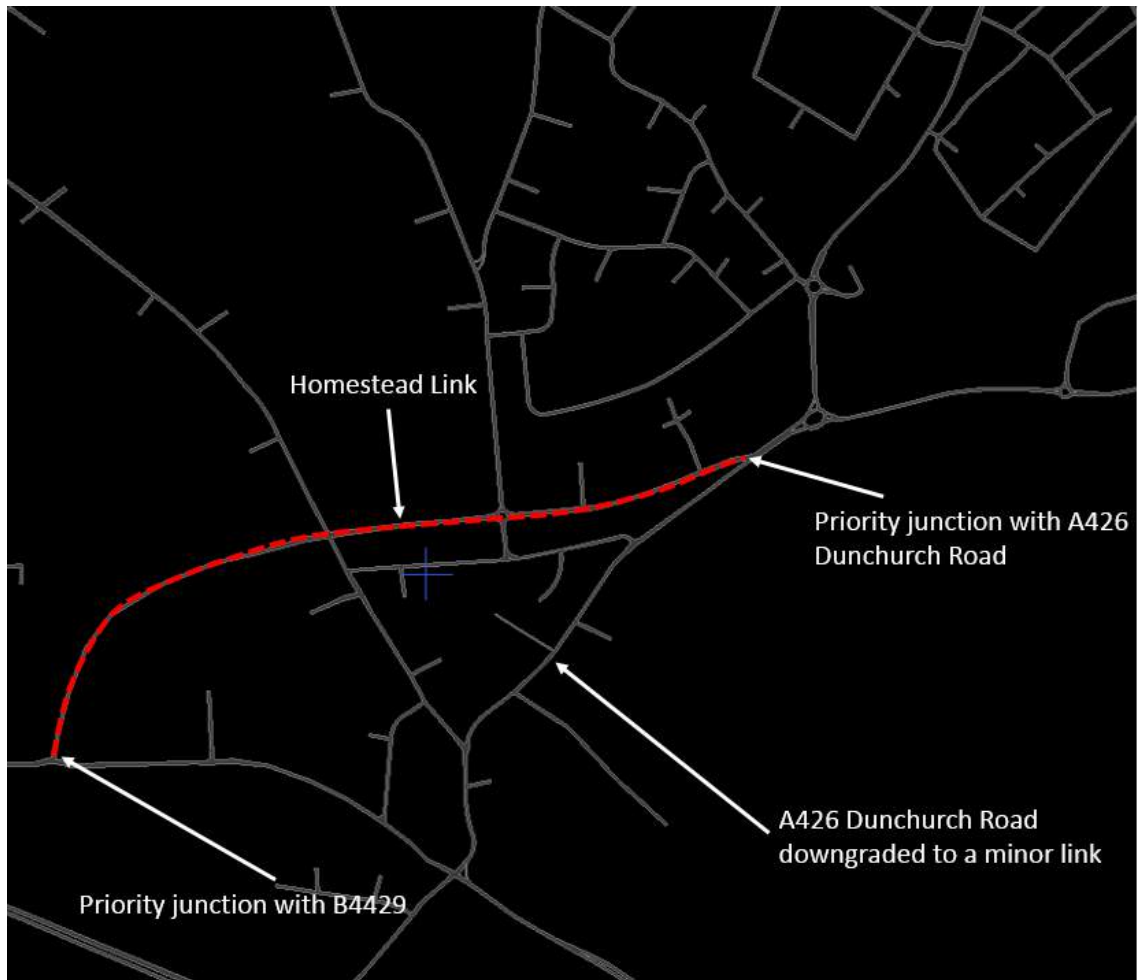 Homestead Link
Priority junction with A426
Dunchurch Road
A426 Dunchurch Road
downgraded to a minor link
Priority junction with B4429